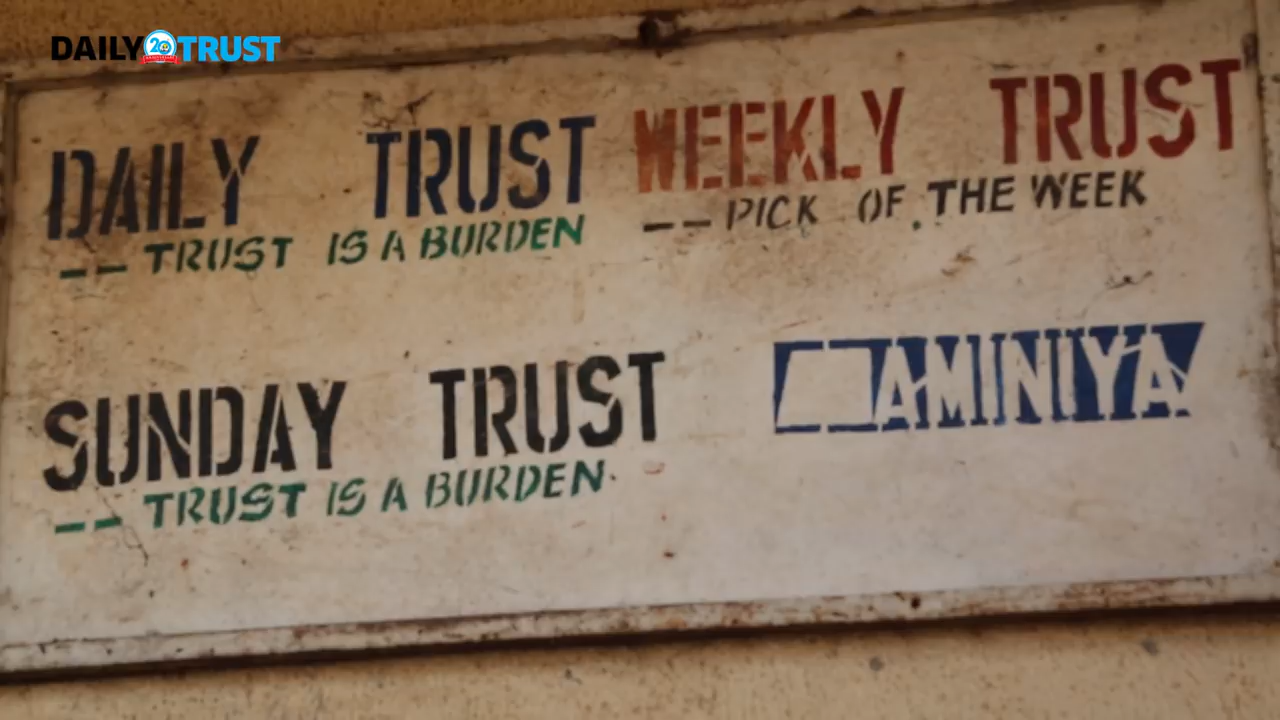 DAILY 20 TRUST
DAILY TRUST
-- TRUST IS A BURDEN
WEEKLY TRUST
-- PICK OF THE WEEK
SUNDAY TRUST
-- TRUST IS A BURDEN
AMINIYA